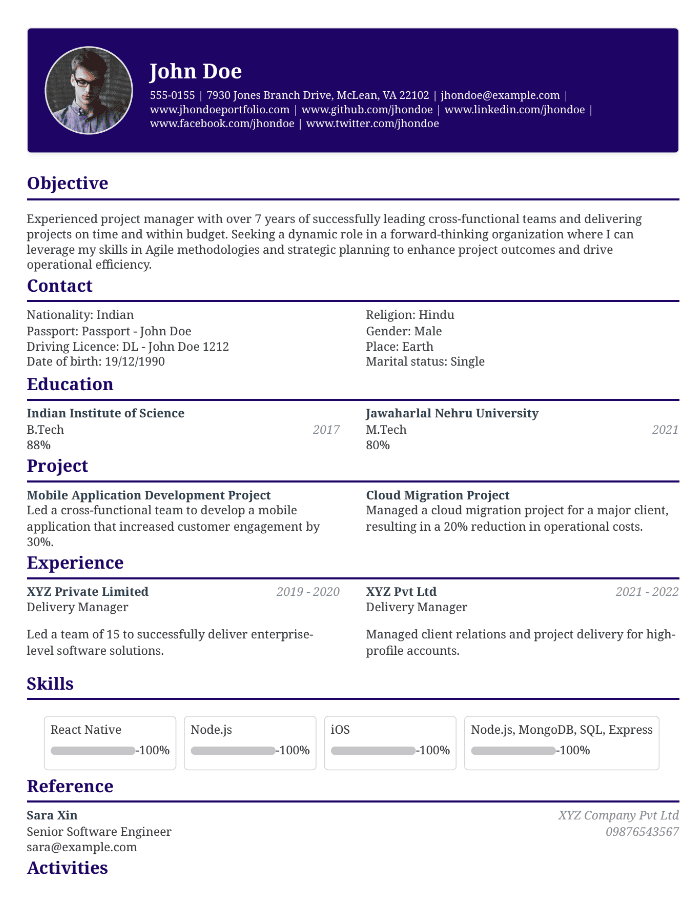 John Doe
555-0155 | 7930 Jones Branch Drive, McLean, VA 22102 | jhondoe@example.com |
www.jhondoeportfolio.com | www.github.com/jhondoe | www.linkedin.com/jhondoe |
www.facebook.com/jhondoe | www.twitter.com/jhondoe
Objective
Experienced project manager with over 7 years of successfully leading cross-functional teams and delivering
projects on time and within budget. Seeking a dynamic role in a forward-thinking organization where I can
leverage my skills in Agile methodologies and strategic planning to enhance project outcomes and drive
operational efficiency.
Contact
Nationality: Indian
Passport: Passport - John Doe
Driving Licence: DL - John Doe 1212
Date of birth: 19/12/1990
Religion: Hindu
Gender: Male
Place: Earth
Marital status: Single
Education
Indian Institute of Science
B.Tech 2017
88%
Jawaharlal Nehru University
M.Tech 2021
80%
Project
Mobile Application Development Project
Led a cross-functional team to develop a mobile
application that increased customer engagement by
30%.
Cloud Migration Project
Managed a cloud migration project for a major client,
resulting in a 20% reduction in operational costs.
Experience
XYZ Private Limited 2019 - 2020
Delivery Manager
Led a team of 15 to successfully deliver enterprise-
level software solutions.
XYZ Pvt Ltd 2021 - 2022
Delivery Manager
Managed client relations and project delivery for high-
profile accounts.
Skills
React Native
-100%
Node.js
-100%
iOS
-100%
Node.js, MongoDB, SQL, Express
-100%
Reference
Sara Xin XYZ Company Pvt Ltd
Senior Software Engineer 09876543567
sara@example.com
Activities